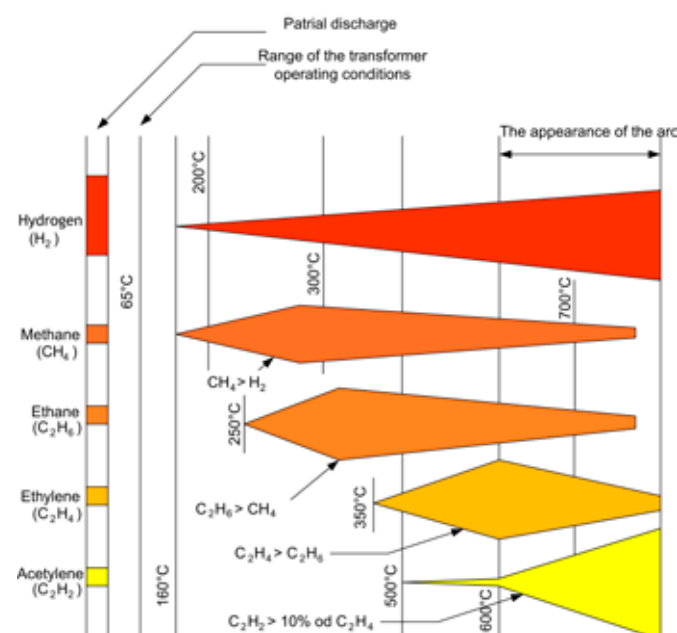 Patrial discharge
Range of the transformer
operating conditions
The appearance of the arc
200°C
Hydrogen
(H₂)
65°C
300°C
700°C
Methane
(CH₄)
CH₄ > H₂
Ethane
(C₂H₆)
250°C
C₂H₆ > CH₄
Ethylene
(C₂H₄)
350°C
C₂H₄ > C₂H₆
Acetylene
(C₂H₂)
160°C
500°C
600°C
C₂H₂ > 10% od C₂H₄